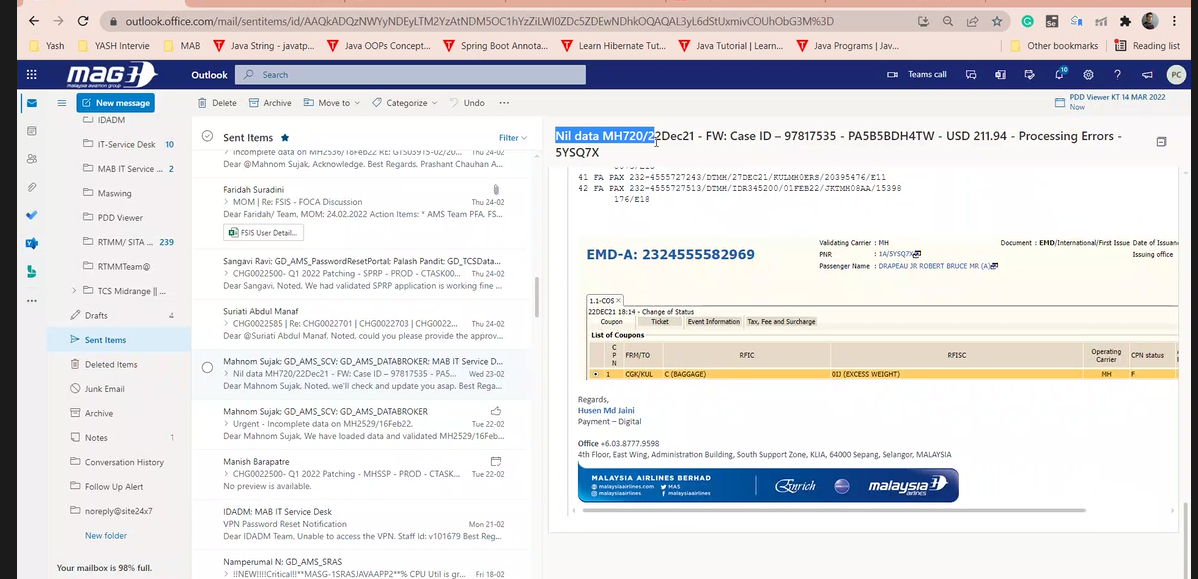 outlook.office.com/mail/sentitems/id/AAQkADQzNWYyNDEyLTM2YzAtNDM5OC1hYzZiLWI0ZDc5ZDEwNDhkOQAQAL3yL6dStUxmivCOUhObG3M%3D
Yash
YASH Intervie
MAB
Java String - javatp...
Java OOPs Concept...
Spring Boot Annota...
Learn Hibernate Tut...
Java Tutorial | Learn...
Java Programs | Jav...
Other bookmarks
Reading list
mag
malaysia aviation group
Outlook
Search
Teams call
10
PC
New message
Delete
Archive
Move to
Categorize
Undo
PDD Viewer KT 14 MAR 2022
Now
IDADM
IT-Service Desk 10
MAB IT Service ... 2
Maswing
PDD Viewer
RTMM/ SITA ... 239
RTMMTeam@
TCS Midrange || ...
Drafts 4
Sent Items
Deleted Items
Junk Email
Archive
Notes 1
Conversation History
Follow Up Alert
noreply@site24x7
New folder
Your mailbox is 98% full.
Sent Items
Filter
Incomplete data on MH2536/16Feb22 RE: GTS05915-02/20... Thu 24-02
Dear @Mahnom Sujak, Acknowledge. Best Regards, Prashant Chauhan A...
Faridah Suradini
MOM | Re: FSIS - FOCA Discussion Thu 24-02
Dear Faridah/ Team, MOM: 24.02.2022 Action Items: * AMS Team PFA, FS...
FSIS User Detail...
Sangavi Ravi; GD_AMS_PasswordResetPortal; Palash Pandit; GD_TCSData...
CHG0022500- Q1 2022 Patching - SPRP - PROD - CTASK00... Thu 24-02
Dear Sangavi, Noted. We had validated SPRP application is working fine ...
Suriati Abdul Manaf
CHG0022585 | Re: CHG0022701 | CHG0022703 | CHG0022... Thu 24-02
Dear @Suriati Abdul Manaf. Noted, could you please provide the approv...
Mahnom Sujak; GD_AMS_SCV; GD_AMS_DATABROKER; MAB IT Service D...
Nil data MH720/22Dec21 - FW: Case ID – 97817535 - PA5... Wed 23-02
Dear Mahnom Sujak, Noted, we'll check and update you asap. Best Rega...
Mahnom Sujak; GD_AMS_SCV; GD_AMS_DATABROKER
Urgent - Incomplete data on MH2529/16Feb22. Tue 22-02
Dear Mahnom Sujak, We have loaded data and validated MH2529/16Feb...
Manish Barapatre
CHG0022500- Q1 2022 Patching - MHSSP - PROD - CTASK... Tue 22-02
No preview is available.
IDADM; MAB IT Service Desk
VPN Password Reset Notification Mon 21-02
Dear IDADM Team. Unable to access the VPN. Staff Id: v101679 Best Reg...
Namperumal N; GD_AMS_SRAS
!!NEW!!!!Critical!!**MASG-1SRASJAVAAPP2**% CPU Util is gr... Fri 18-02
Nil data MH720/22Dec21 - FW: Case ID – 97817535 - PA5B5BDH4TW - USD 211.94 - Processing Errors -
5YSQ7X
41 FA PAX 232-4555727243/DTMH/27DEC21/KULMH0ERS/20395476/E11
42 FA PAX 232-4555727513/DTMH/IDR345200/01FEB22/JKTMH08AA/15398
176/E18
EMD-A: 2324555582969
Validating Carrier : MH
PNR : 1A/5YSQ7X
Passenger Name : DRAPEAU JR ROBERT BRUCE MR (A)
Document : EMD/International/First Issue Date of Issuan
Issuing office
1.1-COS
22DEC21 18:14 - Change of Status
Coupon Ticket Event Information Tax, Fee and Surcharge
List of Coupons
CPN FRM/TO RFIC RFISC Operating Carrier CPN status
1 CGK/KUL C (BAGGAGE) 0IJ (EXCESS WEIGHT) MH F
Regards,
Husen Md Jaini
Payment – Digital
Office +6.03.8777.9598
4th Floor, East Wing, Administration Building, South Support Zone, KLIA, 64000 Sepang, Selangor, MALAYSIA
MALAYSIA AIRLINES BERHAD
malaysiaairlines.com MAS
malaysiaairlines malaysiaairlines
Enrich
malaysia
airlines